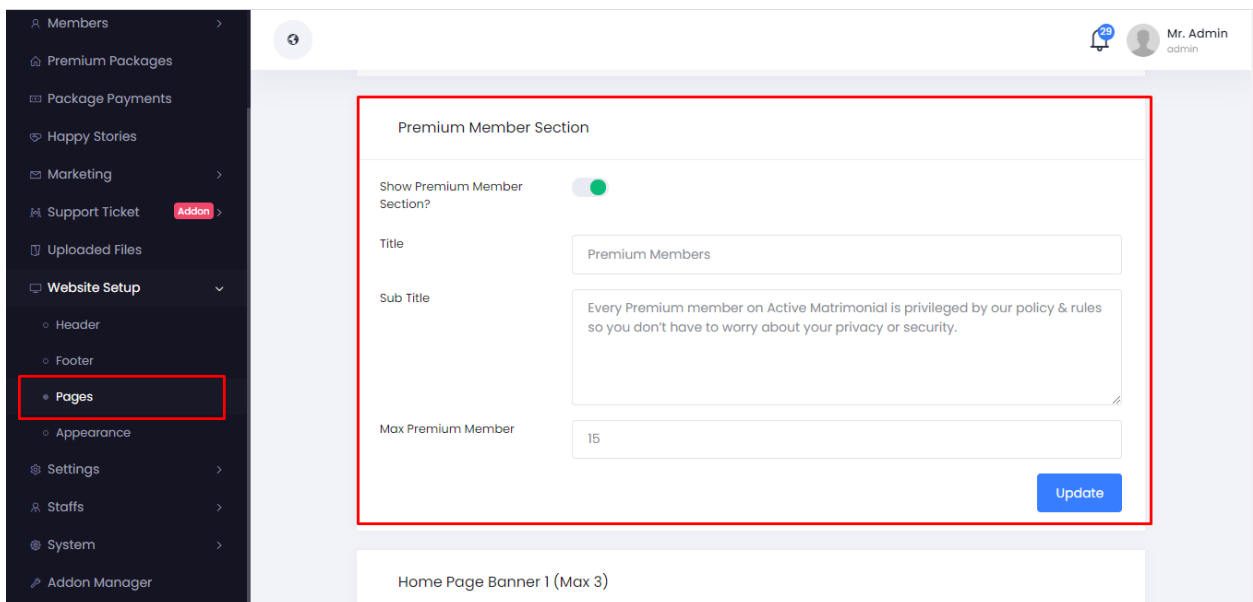 Members
Premium Packages
Package Payments
Happy Stories
Marketing
Support Ticket Addon
Uploaded Files
Website Setup
Header
Footer
Pages
Appearance
Settings
Staffs
System
Addon Manager
29
Mr. Admin
admin
Premium Member Section
Show Premium Member
Section?
Title
Premium Members
Sub Title
Every Premium member on Active Matrimonial is privileged by our policy & rules
so you don't have to worry about your privacy or security.
Max Premium Member
15
Update
Home Page Banner 1 (Max 3)